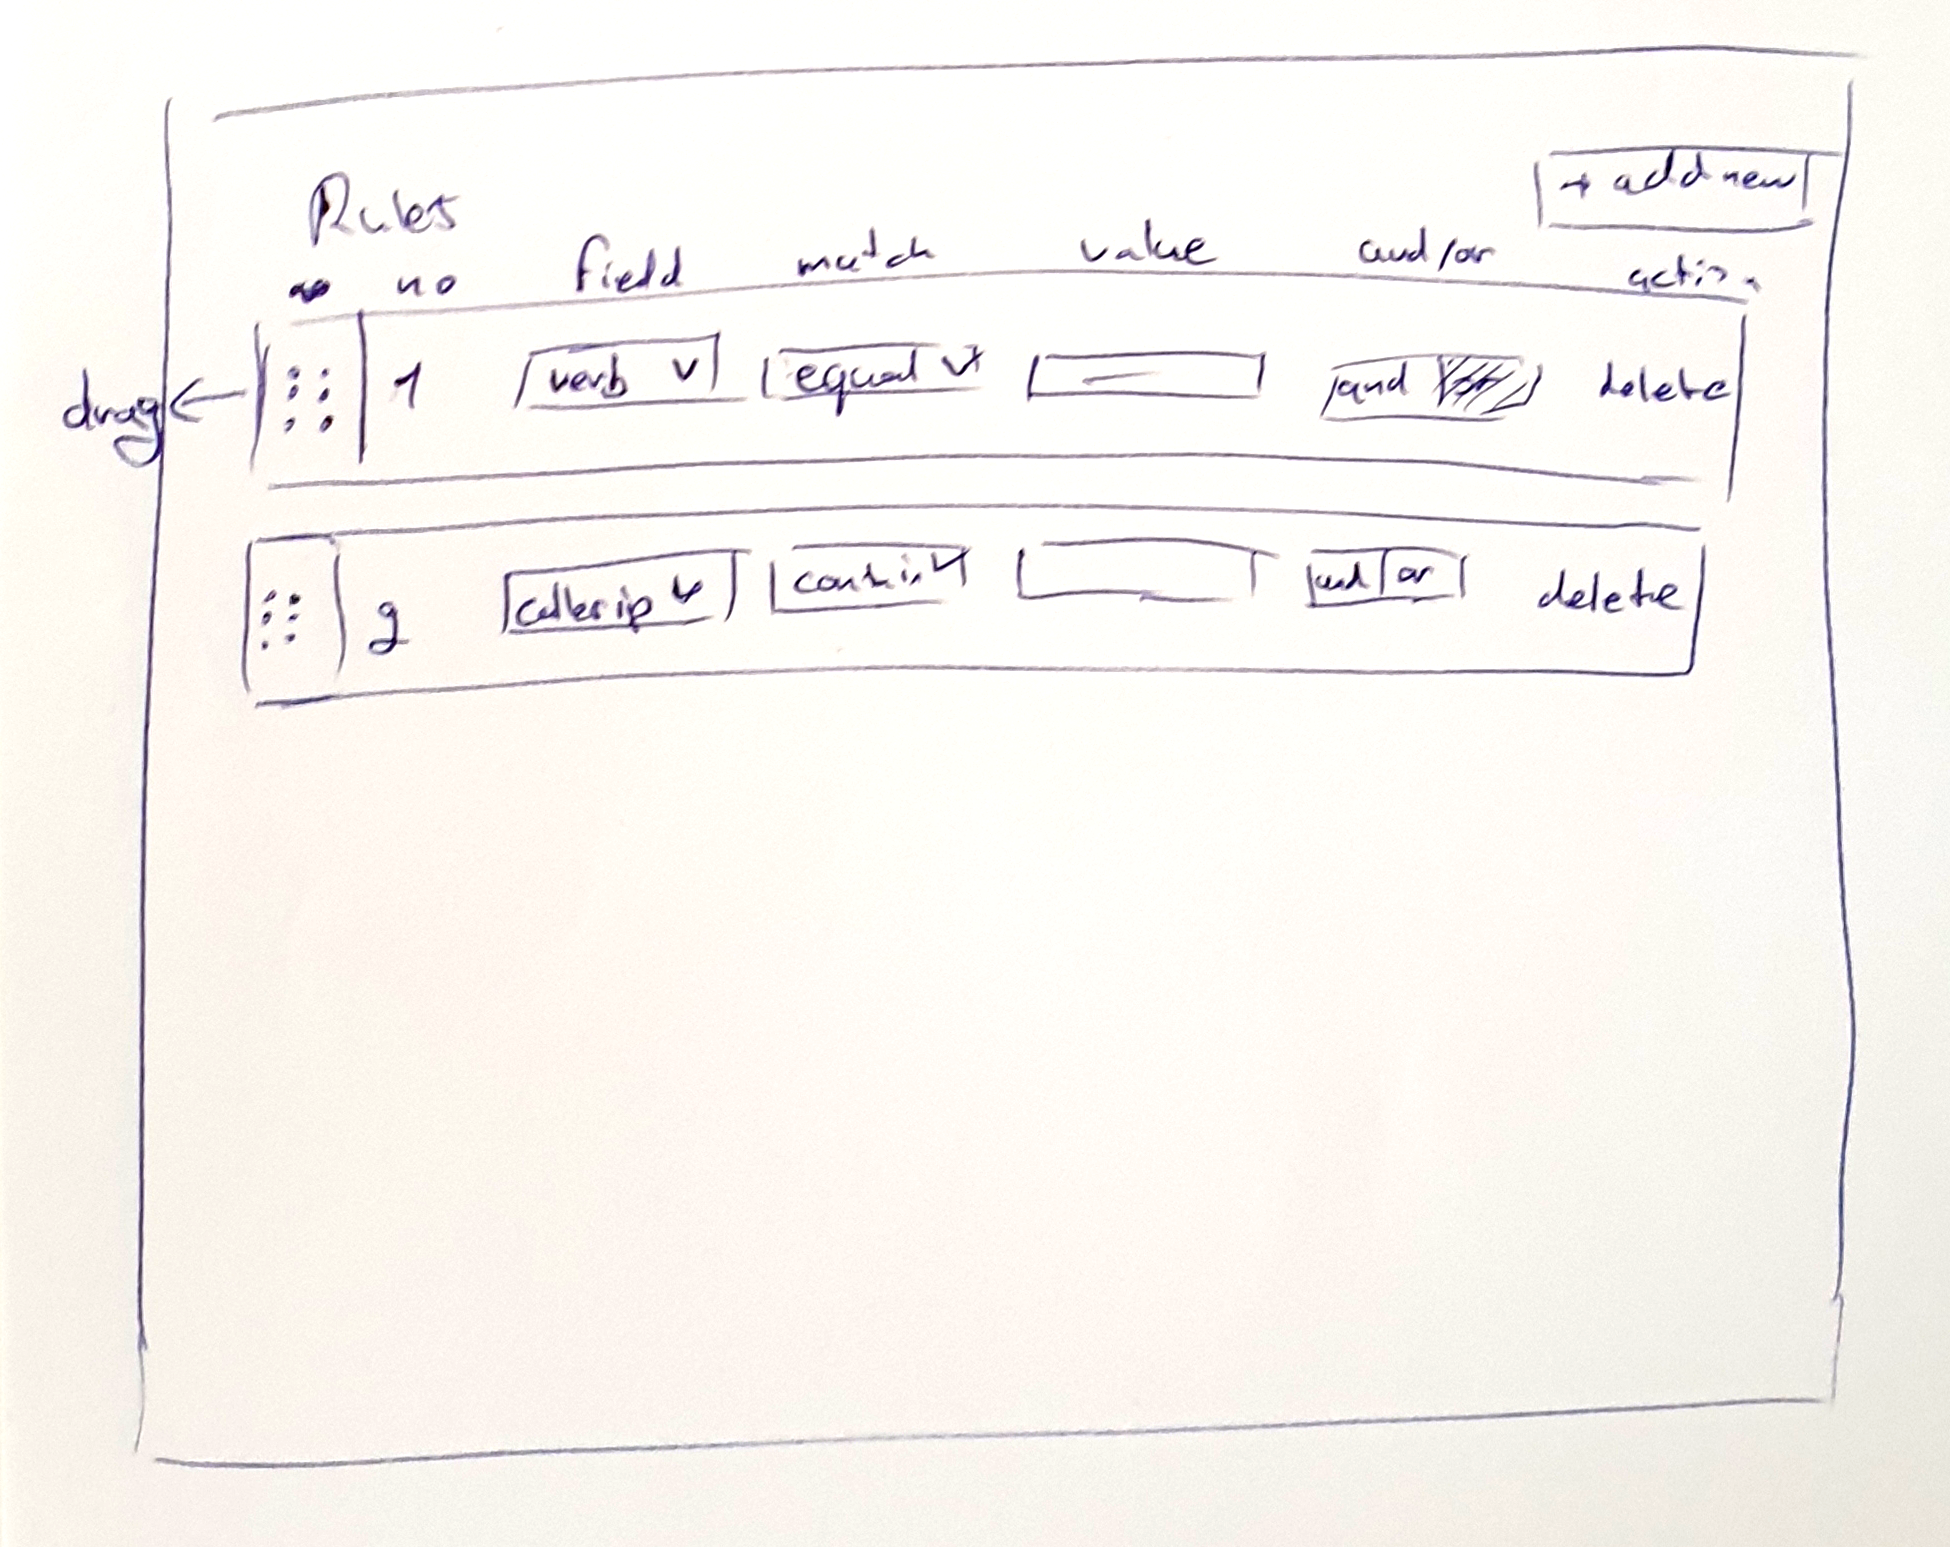 + add new
Rules
no field match value and/or action
drag 1 verb equal and delete
2 callerip contain and or delete